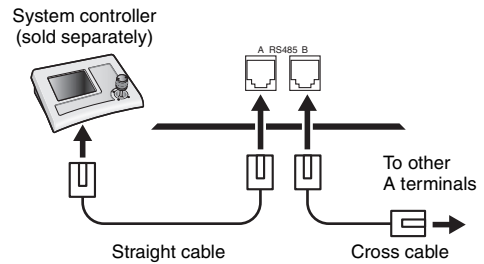 System controller
(sold separately)
A RS485 B
To other
A terminals
Straight cable
Cross cable